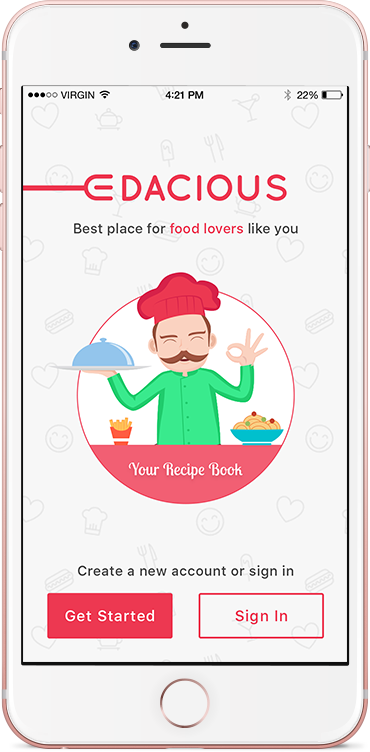 VIRGIN 4:21 PM 22%
EDACIOUS
Best place for food lovers like you
Your Recipe Book
Create a new account or sign in
Get Started Sign In